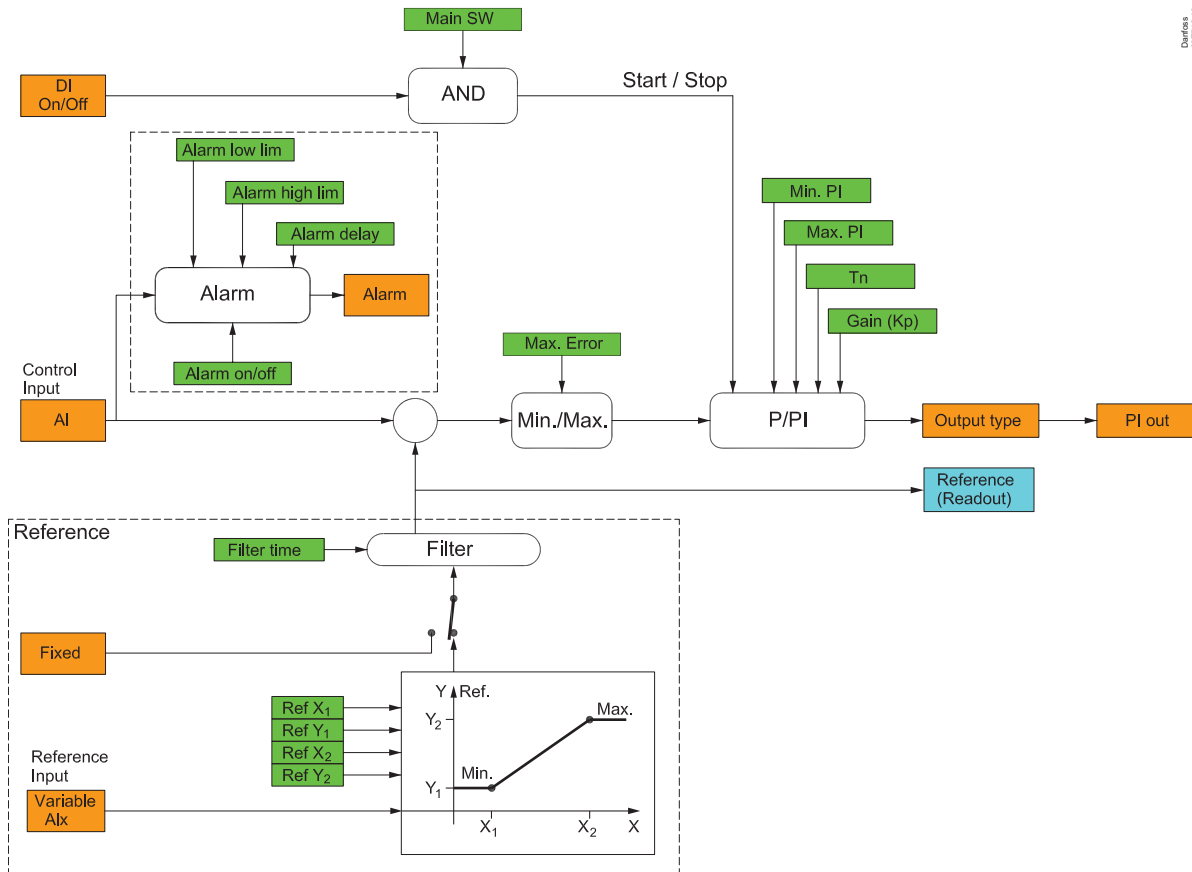 Main SW
Danfoss
DI
On/Off
AND
Start / Stop
Alarm low lim
Alarm high lim
Alarm delay
Alarm
Alarm
Alarm on/off
Min. PI
Max. PI
Tn
Gain (Kp)
Max. Error
Control
Input
AI
Min./Max.
P/PI
Output type
PI out
Reference
(Readout)
Reference
Filter time
Filter
Fixed
Y Ref.
Ref X₁
Ref Y₁
Ref X₂
Ref Y₂
Y₂
Max.
Min.
Y₁
X₁ X₂ X
Reference
Input
Variable
AIx